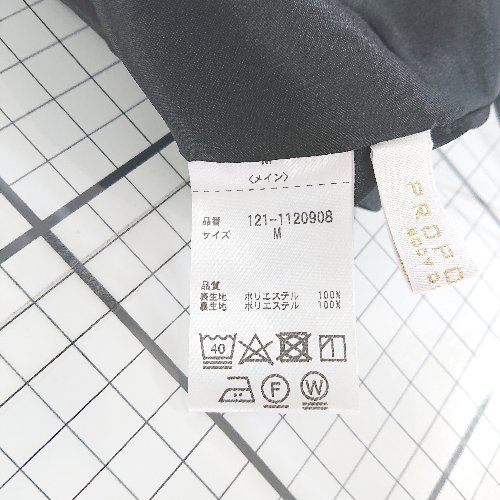 M
〈メイン〉
品番 121-1120908
サイズ M
品質
表生地 ポリエステル 100%
裏生地 ポリエステル 100%
40
F W
PROPO